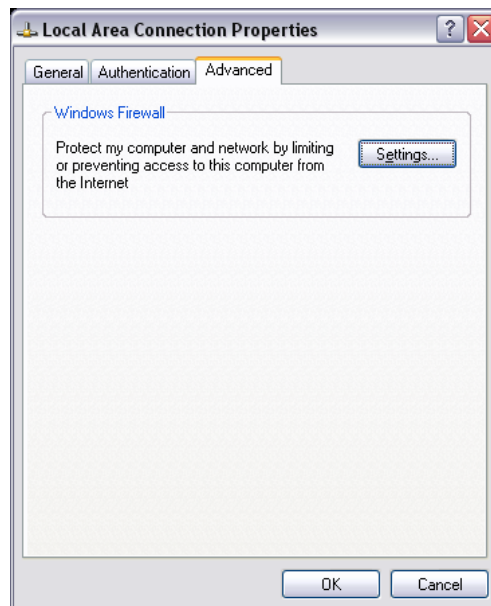 Local Area Connection Properties
General Authentication Advanced
Windows Firewall
Protect my computer and network by limiting
or preventing access to this computer from
the Internet
Settings...
OK Cancel